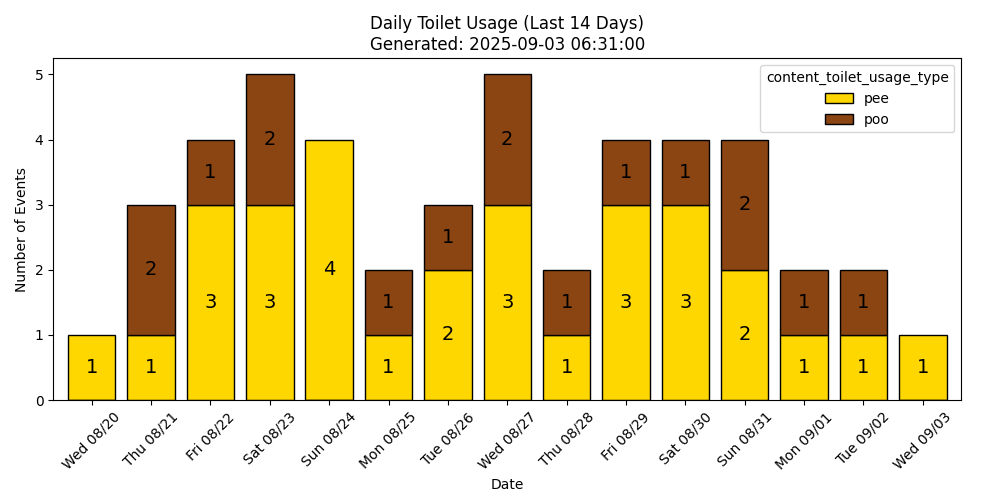 Daily Toilet Usage (Last 14 Days)
Generated: 2025-09-03 06:31:00
content_toilet_usage_type
pee
poo
Number of Events
5
4
3
2
1
0
1
2
1
1
3
2
3
4
1
1
1
2
2
3
1
1
1
3
1
3
2
2
1
1
1
1
1
Wed 08/20
Thu 08/21
Fri 08/22
Sat 08/23
Sun 08/24
Mon 08/25
Tue 08/26
Wed 08/27
Thu 08/28
Fri 08/29
Sat 08/30
Sun 08/31
Mon 09/01
Tue 09/02
Wed 09/03
Date